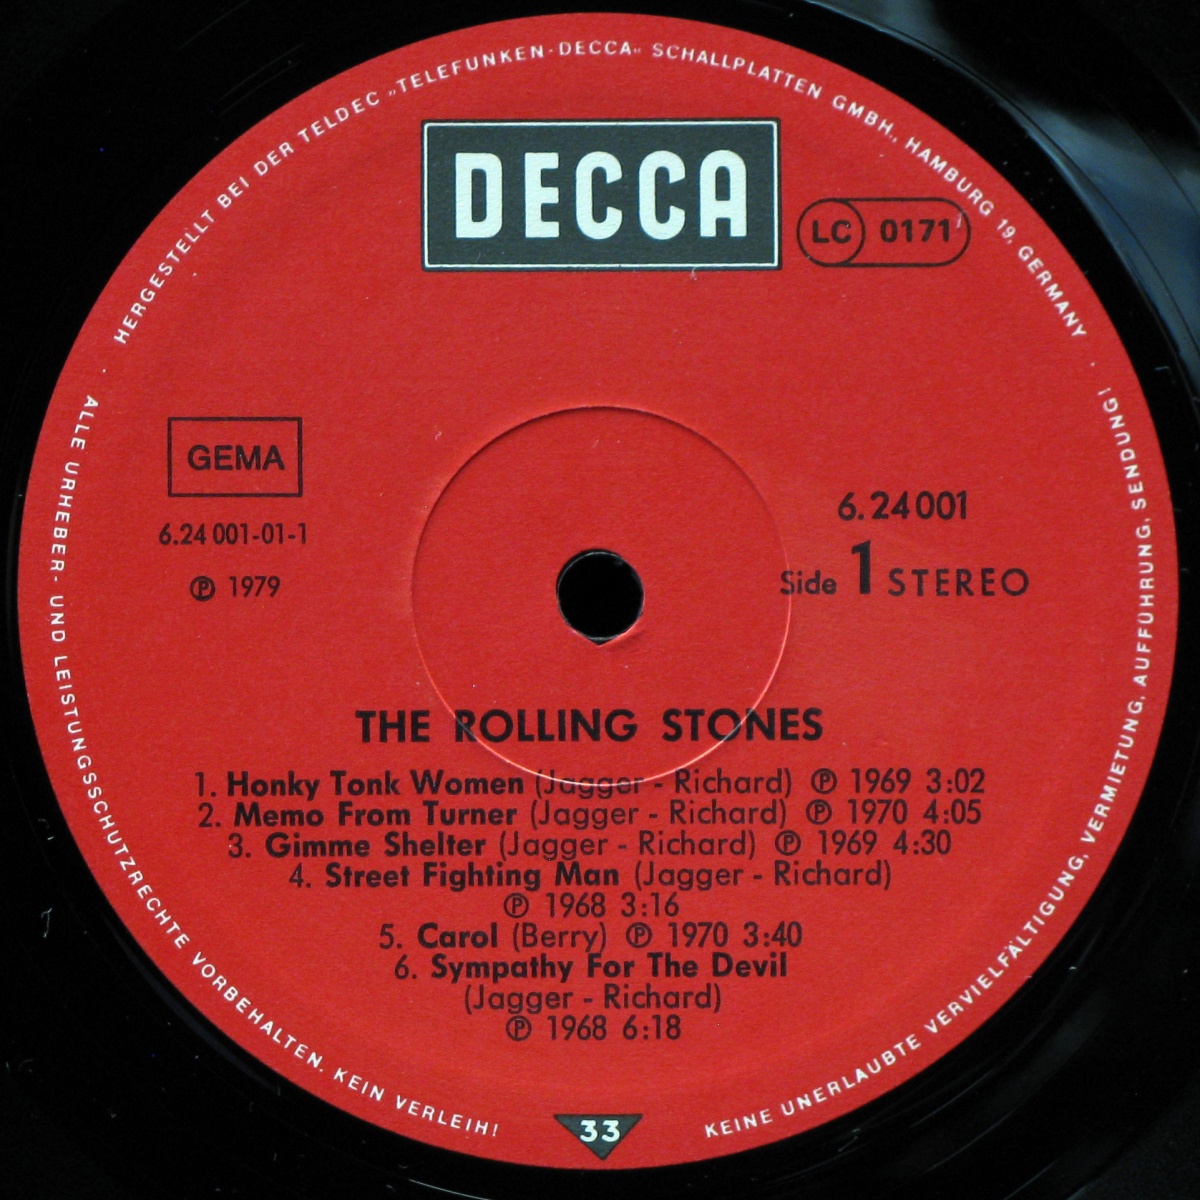 HERGESTELLT BEI DER TELDEC „TELEFUNKEN-DECCA“ SCHALLPLATTEN GMBH., HAMBURG 19, GERMANY
DECCA
LC 0171
GEMA
6.24 001-01-1
Ⓟ 1979
6.24001
Side 1 STEREO
THE ROLLING STONES
1. Honky Tonk Women (Jagger - Richard) Ⓟ 1969 3:02
2. Memo From Turner (Jagger - Richard) Ⓟ 1970 4:05
3. Gimme Shelter (Jagger - Richard) Ⓟ 1969 4:30
4. Street Fighting Man (Jagger - Richard)
Ⓟ 1968 3:16
5. Carol (Berry) Ⓟ 1970 3:40
6. Sympathy For The Devil
(Jagger - Richard)
Ⓟ 1968 6:18
33
ALLE URHEBER- UND LEISTUNGSSCHUTZRECHTE VORBEHALTEN. KEIN VERLEIH!
KEINE UNERLAUBTE VERVIELFÄLTIGUNG, VERMIETUNG, AUFFÜHRUNG, SENDUNG!